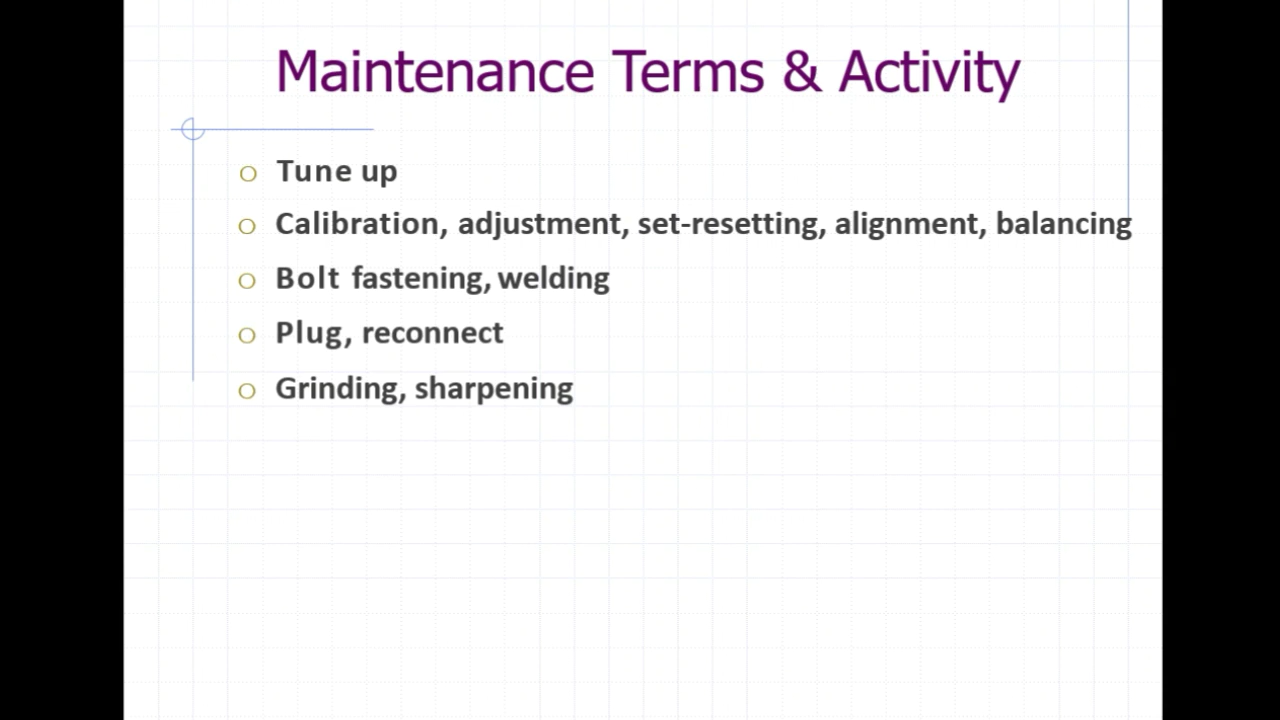 Maintenance Terms & Activity
o Tune up
o Calibration, adjustment, set-resetting, alignment, balancing
o Bolt fastening, welding
o Plug, reconnect
o Grinding, sharpening